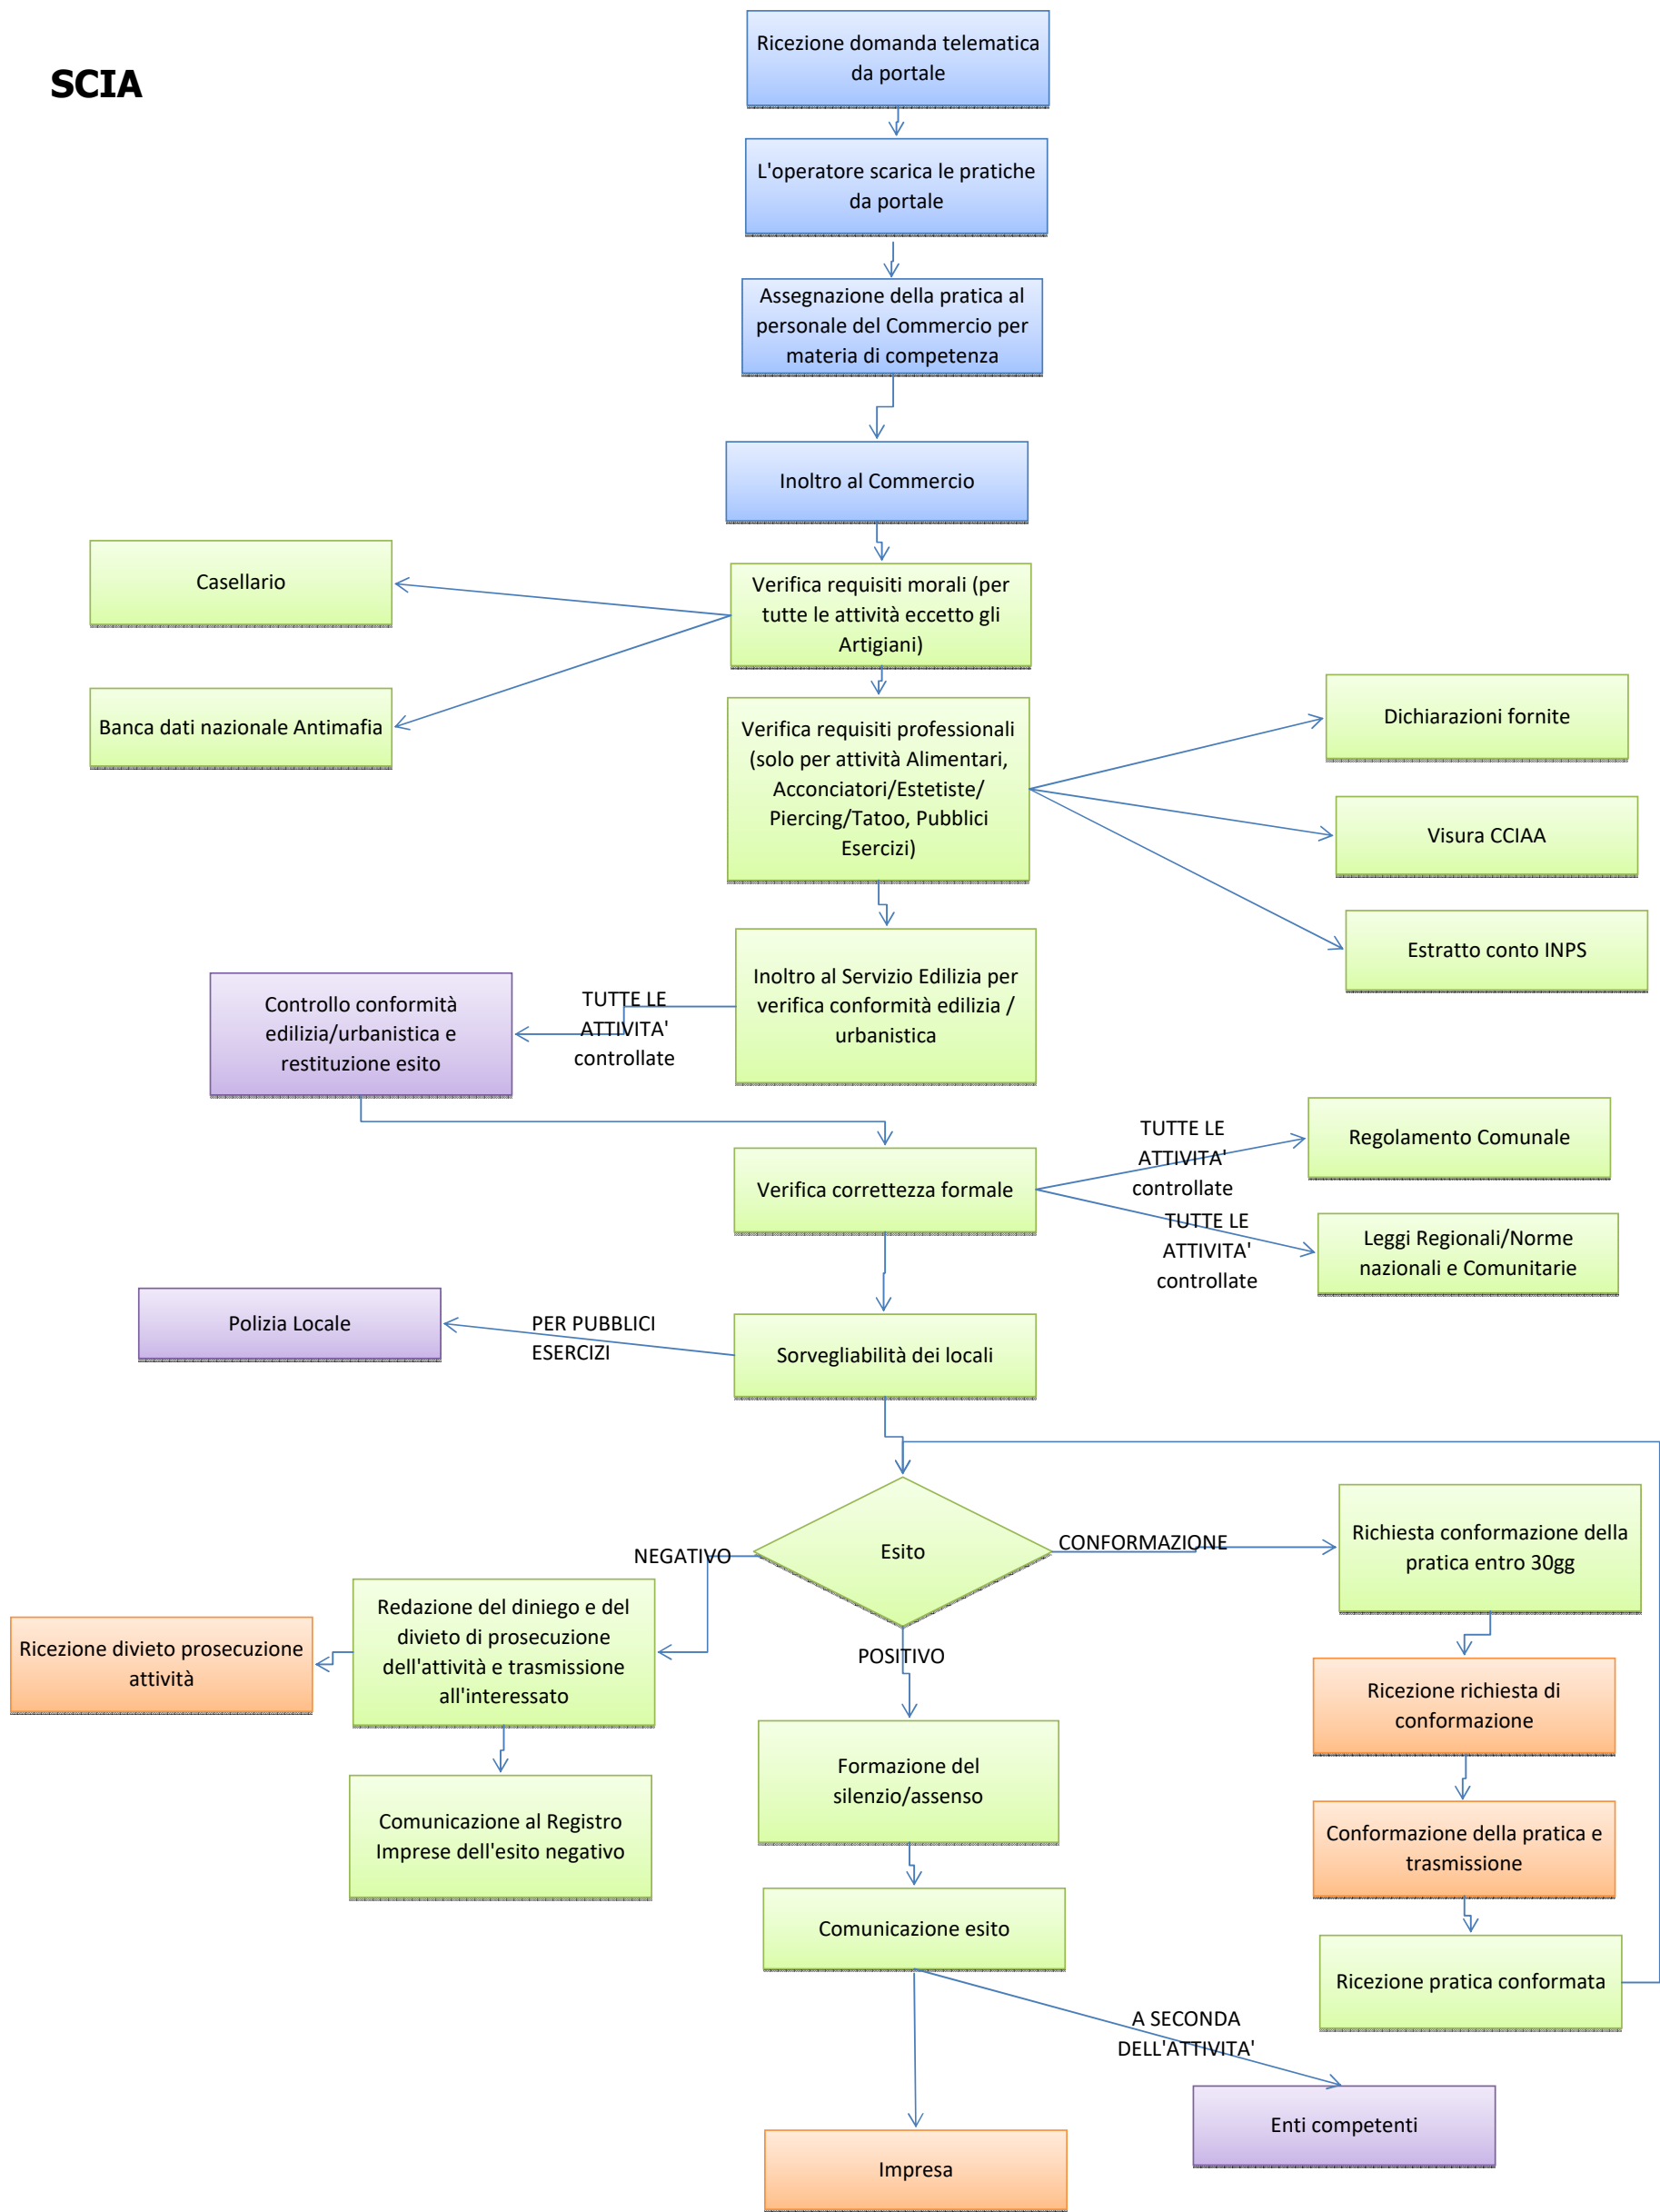 SCIA
Ricezione domanda telematica
da portale
L'operatore scarica le pratiche
da portale
Assegnazione della pratica al
personale del Commercio per
materia di competenza
Inoltro al Commercio
Casellario
Verifica requisiti morali (per
tutte le attività eccetto gli
Artigiani)
Banca dati nazionale Antimafia
Verifica requisiti professionali
(solo per attività Alimentari,
Acconciatori/Estetiste/
Piercing/Tatoo, Pubblici
Esercizi)
Dichiarazioni fornite
Visura CCIAA
Estratto conto INPS
Inoltro al Servizio Edilizia per
verifica conformità edilizia /
urbanistica
TUTTE LE
ATTIVITA'
controllate
Controllo conformità
edilizia/urbanistica e
restituzione esito
Verifica correttezza formale
TUTTE LE
ATTIVITA'
controllate
Regolamento Comunale
TUTTE LE
ATTIVITA'
controllate
Leggi Regionali/Norme
nazionali e Comunitarie
Polizia Locale
PER PUBBLICI
ESERCIZI
Sorvegliabilità dei locali
Esito
NEGATIVO
CONFORMAZIONE
POSITIVO
Richiesta conformazione della
pratica entro 30gg
Redazione del diniego e del
divieto di prosecuzione
dell'attività e trasmissione
all'interessato
Ricezione divieto prosecuzione
attività
Ricezione richiesta di
conformazione
Formazione del
silenzio/assenso
Comunicazione al Registro
Imprese dell'esito negativo
Conformazione della pratica e
trasmissione
Comunicazione esito
Ricezione pratica conformata
A SECONDA
DELL'ATTIVITA'
Enti competenti
Impresa